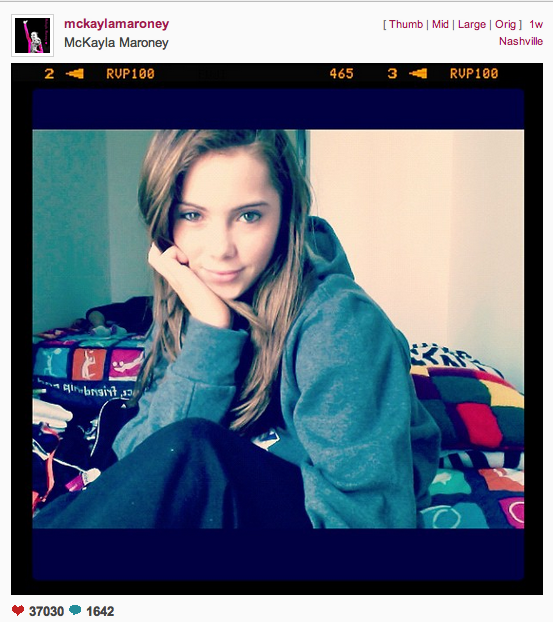 mckaylamaroney
McKayla Maroney
[ Thumb | Mid | Large | Orig ] 1w
Nashville
2 RVP100 465 3 RVP100
37030 1642